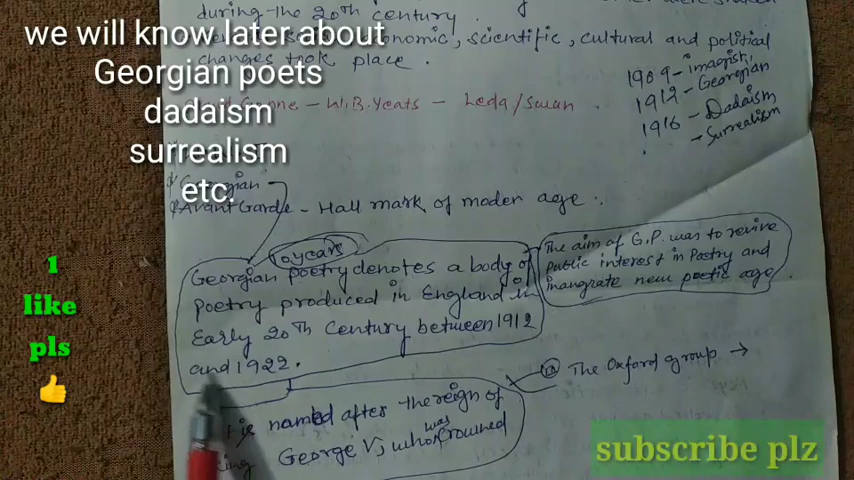 during the 20th century.
economic, scientific, cultural and political
changes took place.
we will know later about
Georgian poets
dadaism
surrealism
etc.
1909 - imagist,
1912 - Georgian
1916 - Dadaism
- Surrealism
Gonne - W.B. Yeats - Leda/Swan.
Georgian
Avant Garde - Hall mark of moder age.
10 years
Georgian poetry denotes a body of
Poetry produced in England in
Early 20th Century between 1912
and 1922.
The aim of G.P. was to revive
Public interest in Poetry and
inangrate new poetic age.
The Oxford group →
is named after the reign of
King George V, who was Crowned
1
like
pls
👍
subscribe plz